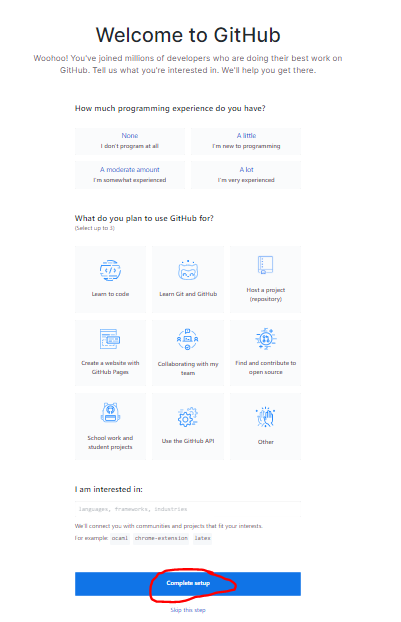 Welcome to GitHub
Woohoo! You've joined millions of developers who are doing their best work on
GitHub. Tell us what you're interested in. We'll help you get there.
How much programming experience do you have?
None
I don't program at all
A little
I'm new to programming
A moderate amount
I'm somewhat experienced
A lot
I'm very experienced
What do you plan to use GitHub for?
(Select up to 3)
Learn to code
Learn Git and GitHub
Host a project
(repository)
Create a website with
GitHub Pages
Collaborating with my
team
Find and contribute to
open source
School work and
student projects
Use the GitHub API
Other
I am interested in:
languages, frameworks, industries
We'll connect you with communities and projects that fit your interests.
For example: ocaml chrome-extension latex
Complete setup
Skip this step